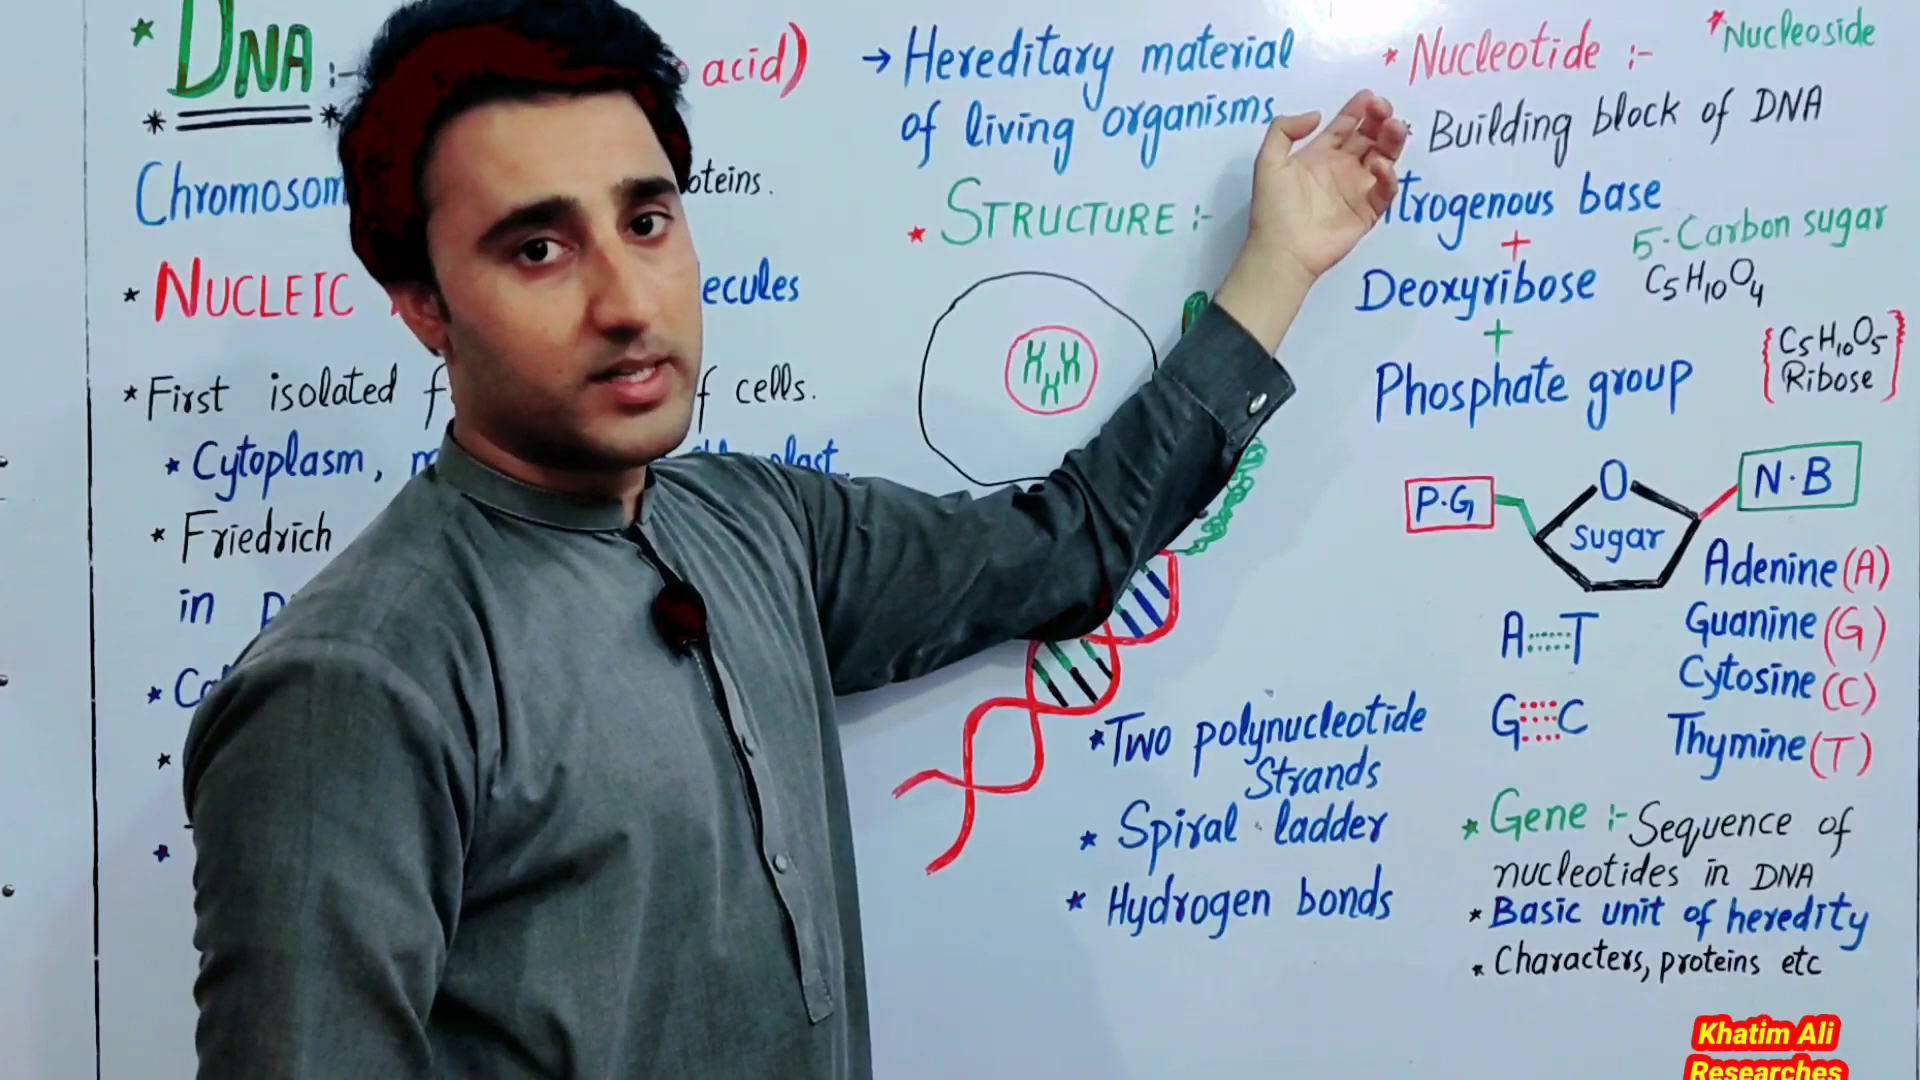 * DNA :- acid)
Chromosom oteins.
* NUCLEIC ecules
* First isolated f f cells.
* Cytoplasm, m plast.
* Friedrich
in
* C
*
*
→ Hereditary material
of living organisms
* STRUCTURE :-
* Two polynucleotide
Strands
* Spiral ladder
* Hydrogen bonds
* Nucleotide :- *Nucleoside
Building block of DNA
trogenous base
+
5-Carbon sugar
Deoxyribose C5H10O4
+
Phosphate group
{C5H10O5
Ribose}
P.G O N.B
sugar
Adenine (A)
A T
Guanine (G)
Cytosine (C)
G C
Thymine (T)
* Gene :- Sequence of
nucleotides in DNA
* Basic unit of heredity
* Characters, proteins etc
Khatim Ali
Researches